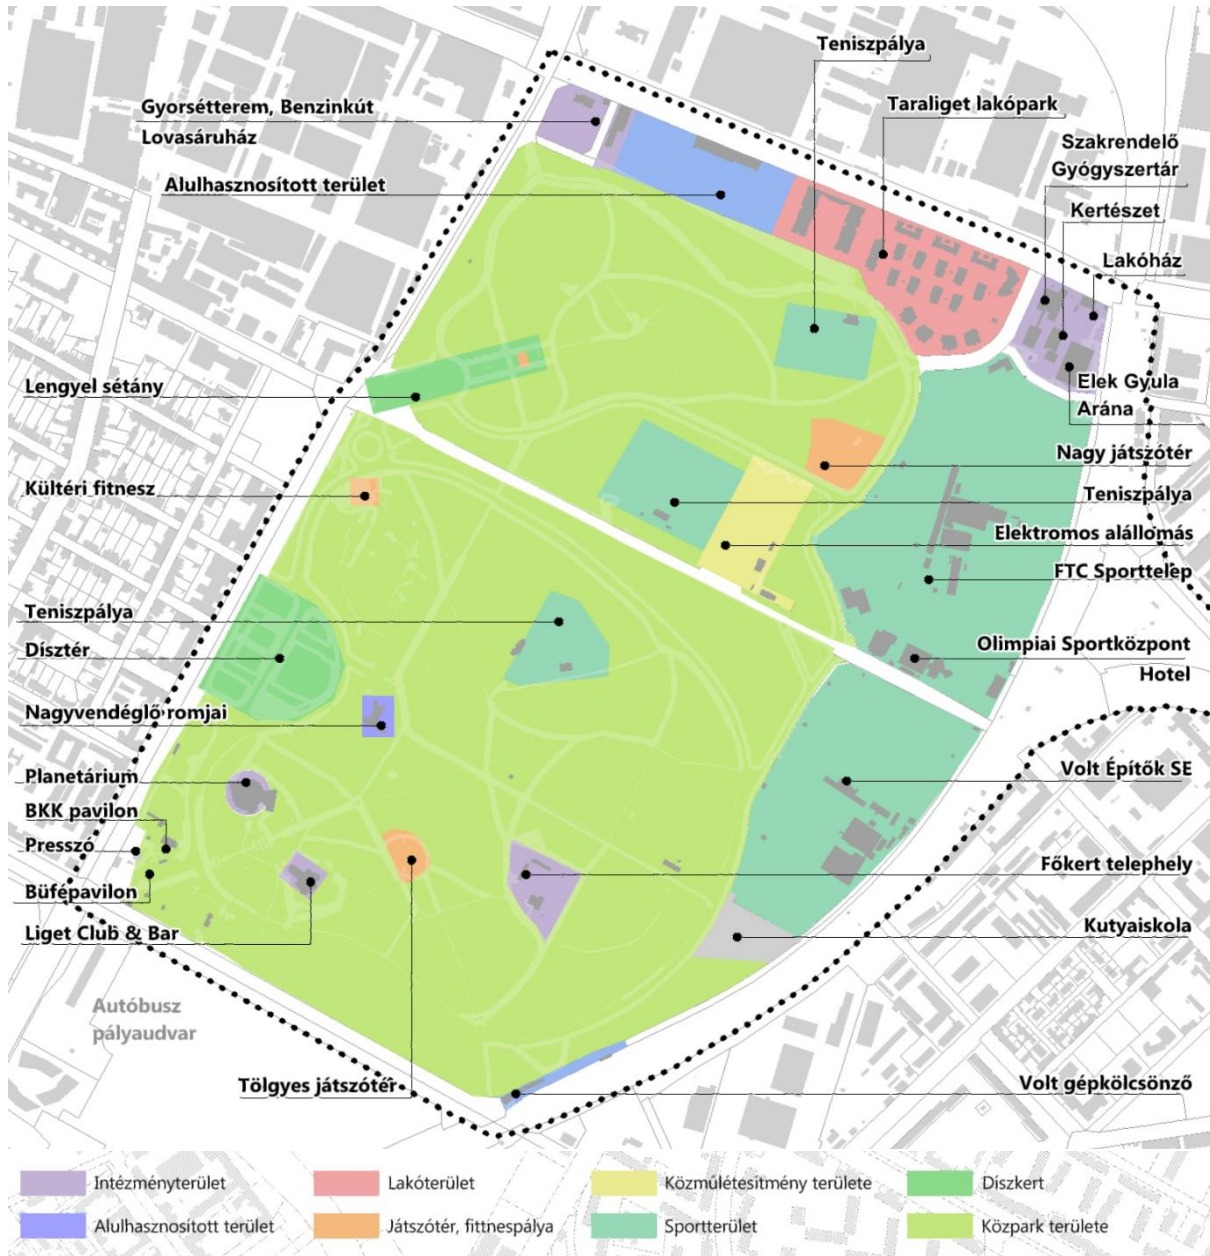 Teniszpálya
Gyorsétterem, Benzinkút
Lovasáruház
Taraliget lakópark
Szakrendelő
Gyógyszertár
Alulhasznosított terület
Kertészet
Lakóház
Lengyel sétány
Elek Gyula
Arána
Nagy játszótér
Kültéri fitnesz
Teniszpálya
Elektromos alállomás
FTC Sporttelep
Teniszpálya
Dísztér
Olimpiai Sportközpont
Hotel
Nagyvendéglő romjai
Planetárium
Volt Építők SE
BKK pavilon
Presszó
Büfépavilon
Főkert telephely
Liget Club & Bar
Kutyaiskola
Autóbusz
pályaudvar
Tölgyes játszótér
Volt gépkölcsönző
Intézményterület
Lakóterület
Közműlétesítmény területe
Díszkert
Alulhasznosított terület
Játszótér, fittnespálya
Sportterület
Közpark területe